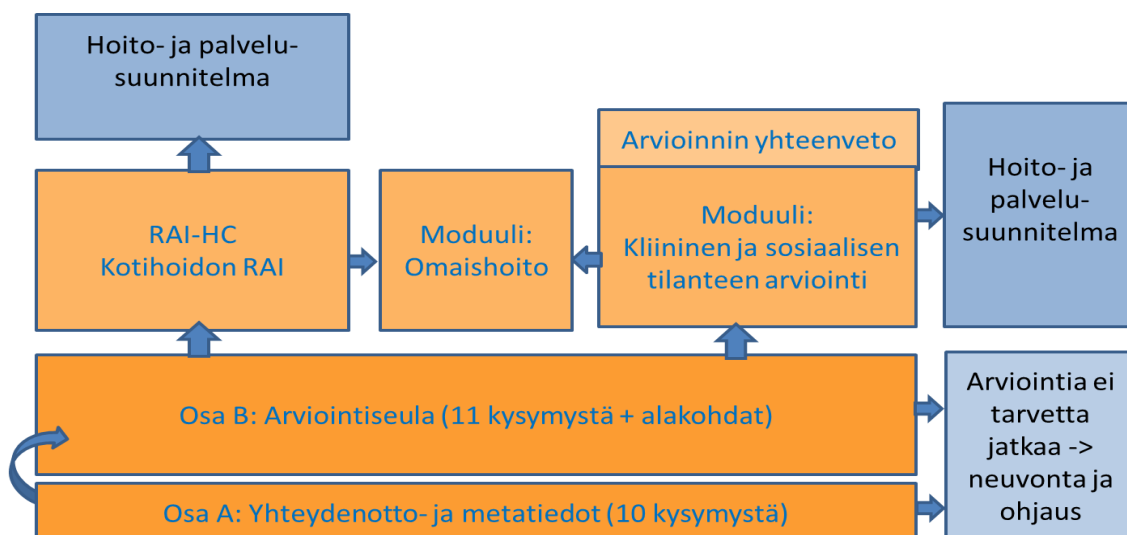 Hoito- ja palvelu-
suunnitelma
Arvioinnin yhteenveto
RAI-HC
Kotihoidon RAI
Moduuli:
Omaishoito
Moduuli:
Kliininen ja sosiaalisen
tilanteen arviointi
Hoito- ja
palvelu-
suunnitelma
Osa B: Arviointiseula (11 kysymystä + alakohdat)
Arviointia ei
tarvetta
jatkaa ->
neuvonta ja
ohjaus
Osa A: Yhteydenotto- ja metatiedot (10 kysymystä)